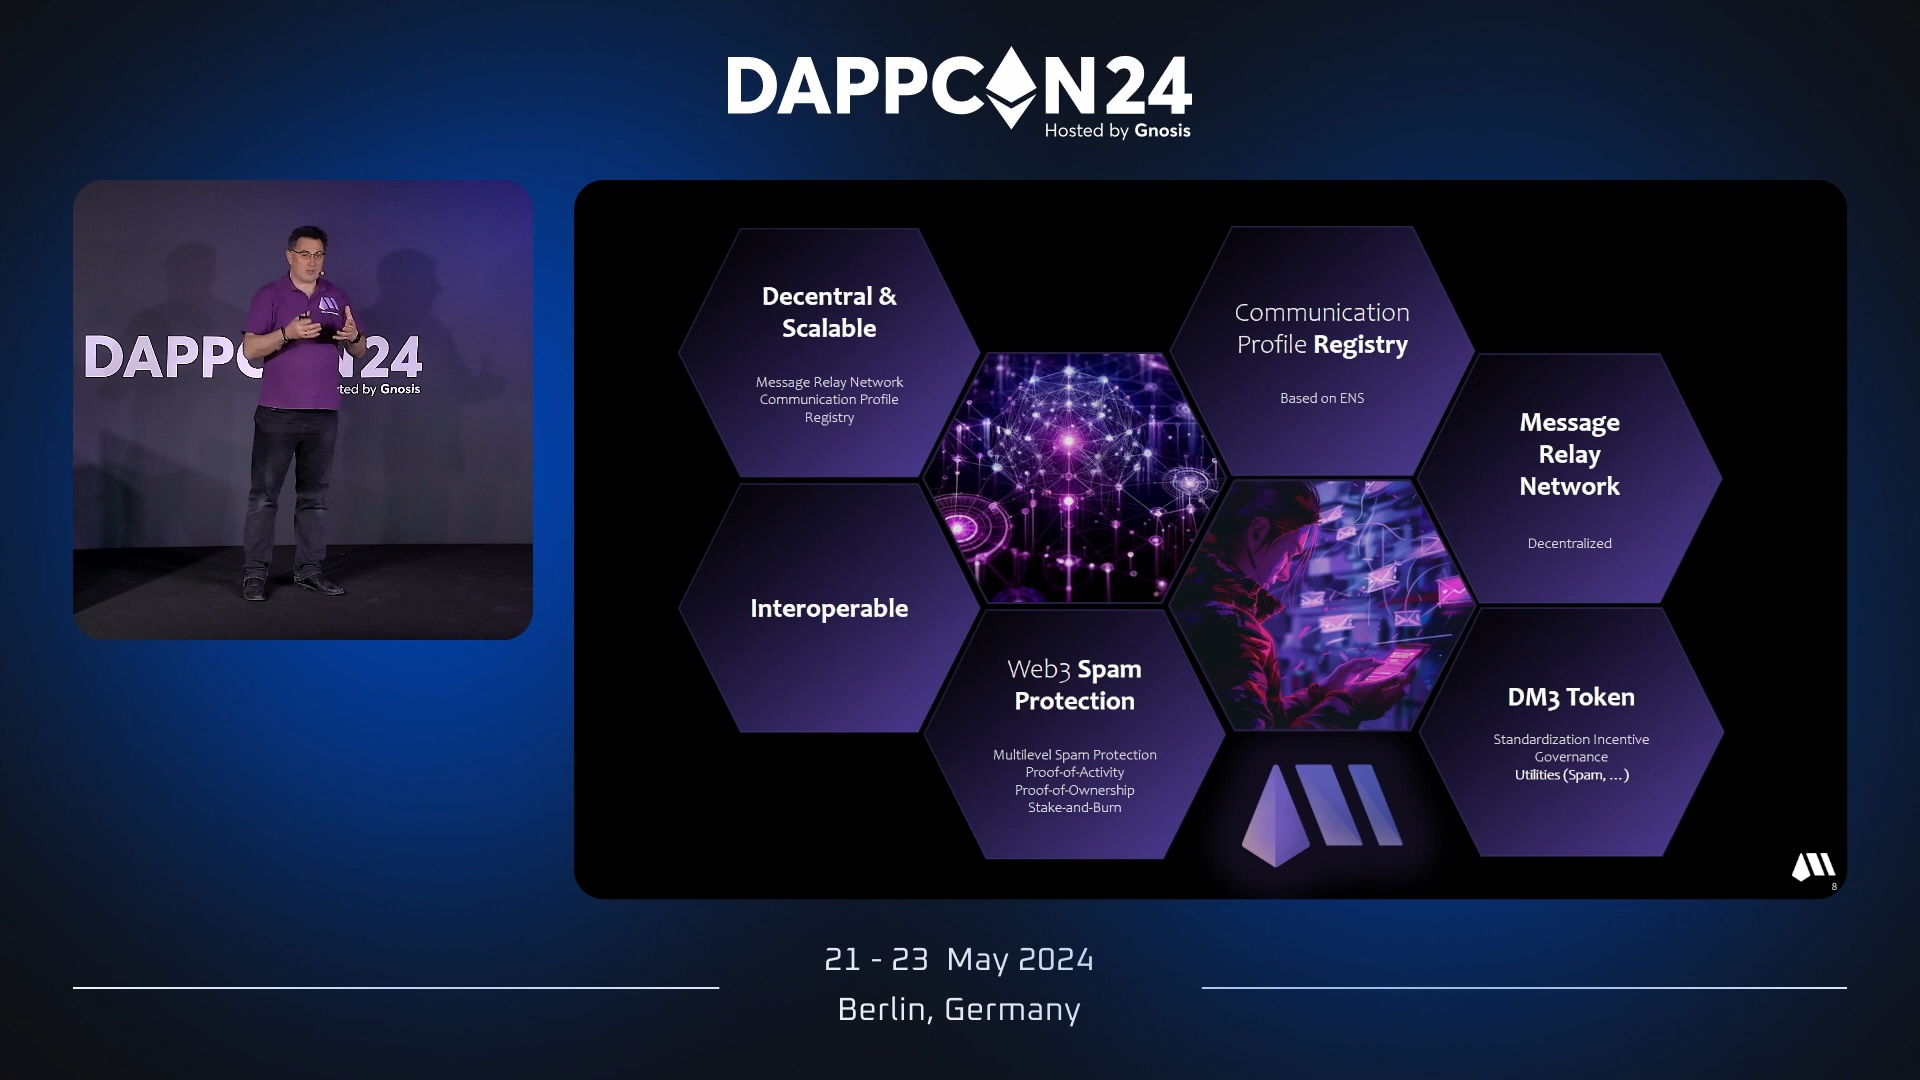 DAPPCON24
Hosted by Gnosis
DAPPC N24
ted by Gnosis
Decentral &
Scalable
Message Relay Network
Communication Profile
Registry
Communication
Profile Registry
Based on ENS
Message
Relay
Network
Decentralized
Interoperable
Web3 Spam
Protection
Multilevel Spam Protection
Proof-of-Activity
Proof-of-Ownership
Stake-and-Burn
DM3 Token
Standardization Incentive
Governance
Utilities (Spam, ...)
8
21 - 23 May 2024
Berlin, Germany